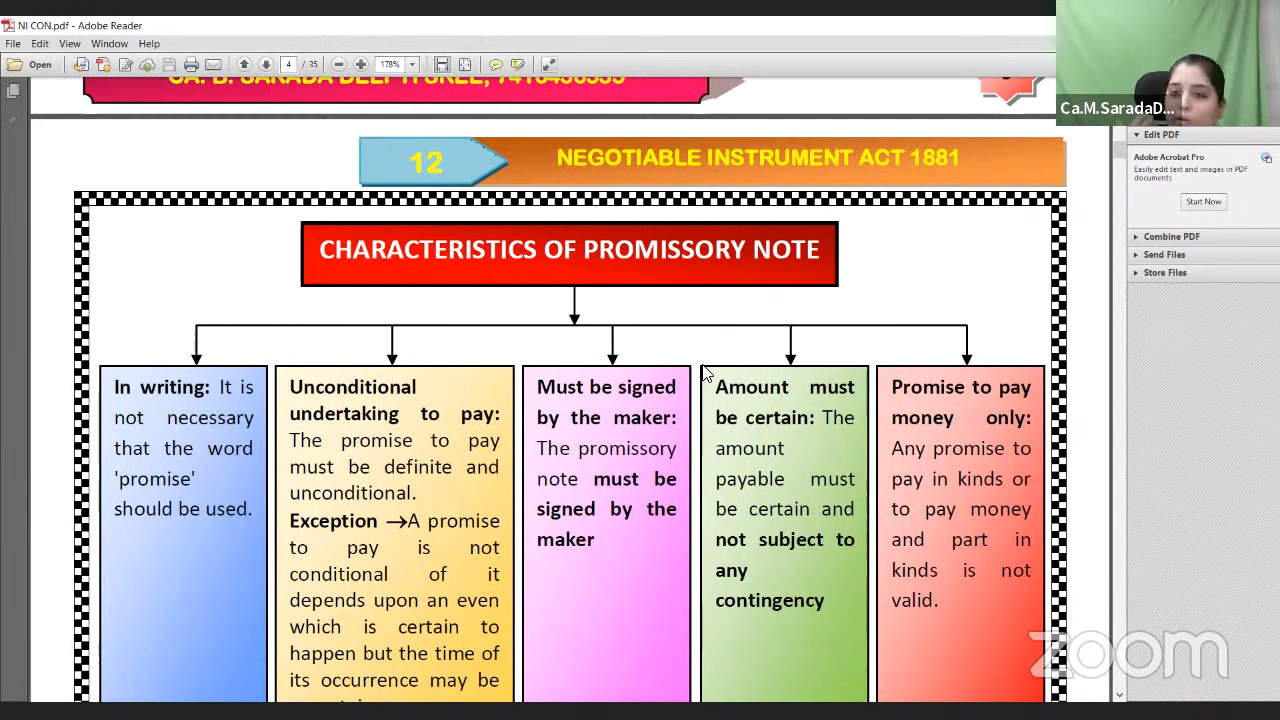 NI CON.pdf - Adobe Reader
File Edit View Window Help
Open 4 / 35 178%
Ca.M.SaradaD...
12
NEGOTIABLE INSTRUMENT ACT 1881
CHARACTERISTICS OF PROMISSORY NOTE
In writing: It is
not necessary
that the word
'promise'
should be used.
Unconditional
undertaking to pay:
The promise to pay
must be definite and
unconditional.
Exception →A promise
to pay is not
conditional of it
depends upon an even
which is certain to
happen but the time of
its occurrence may be
Must be signed
by the maker:
The promissory
note must be
signed by the
maker
Amount must
be certain: The
amount
payable must
be certain and
not subject to
any
contingency
Promise to pay
money only:
Any promise to
pay in kinds or
to pay money
and part in
kinds is not
valid.
Edit PDF
Adobe Acrobat Pro
Easily edit text and images in PDF
documents
Start Now
Combine PDF
Send Files
Store Files
zoom